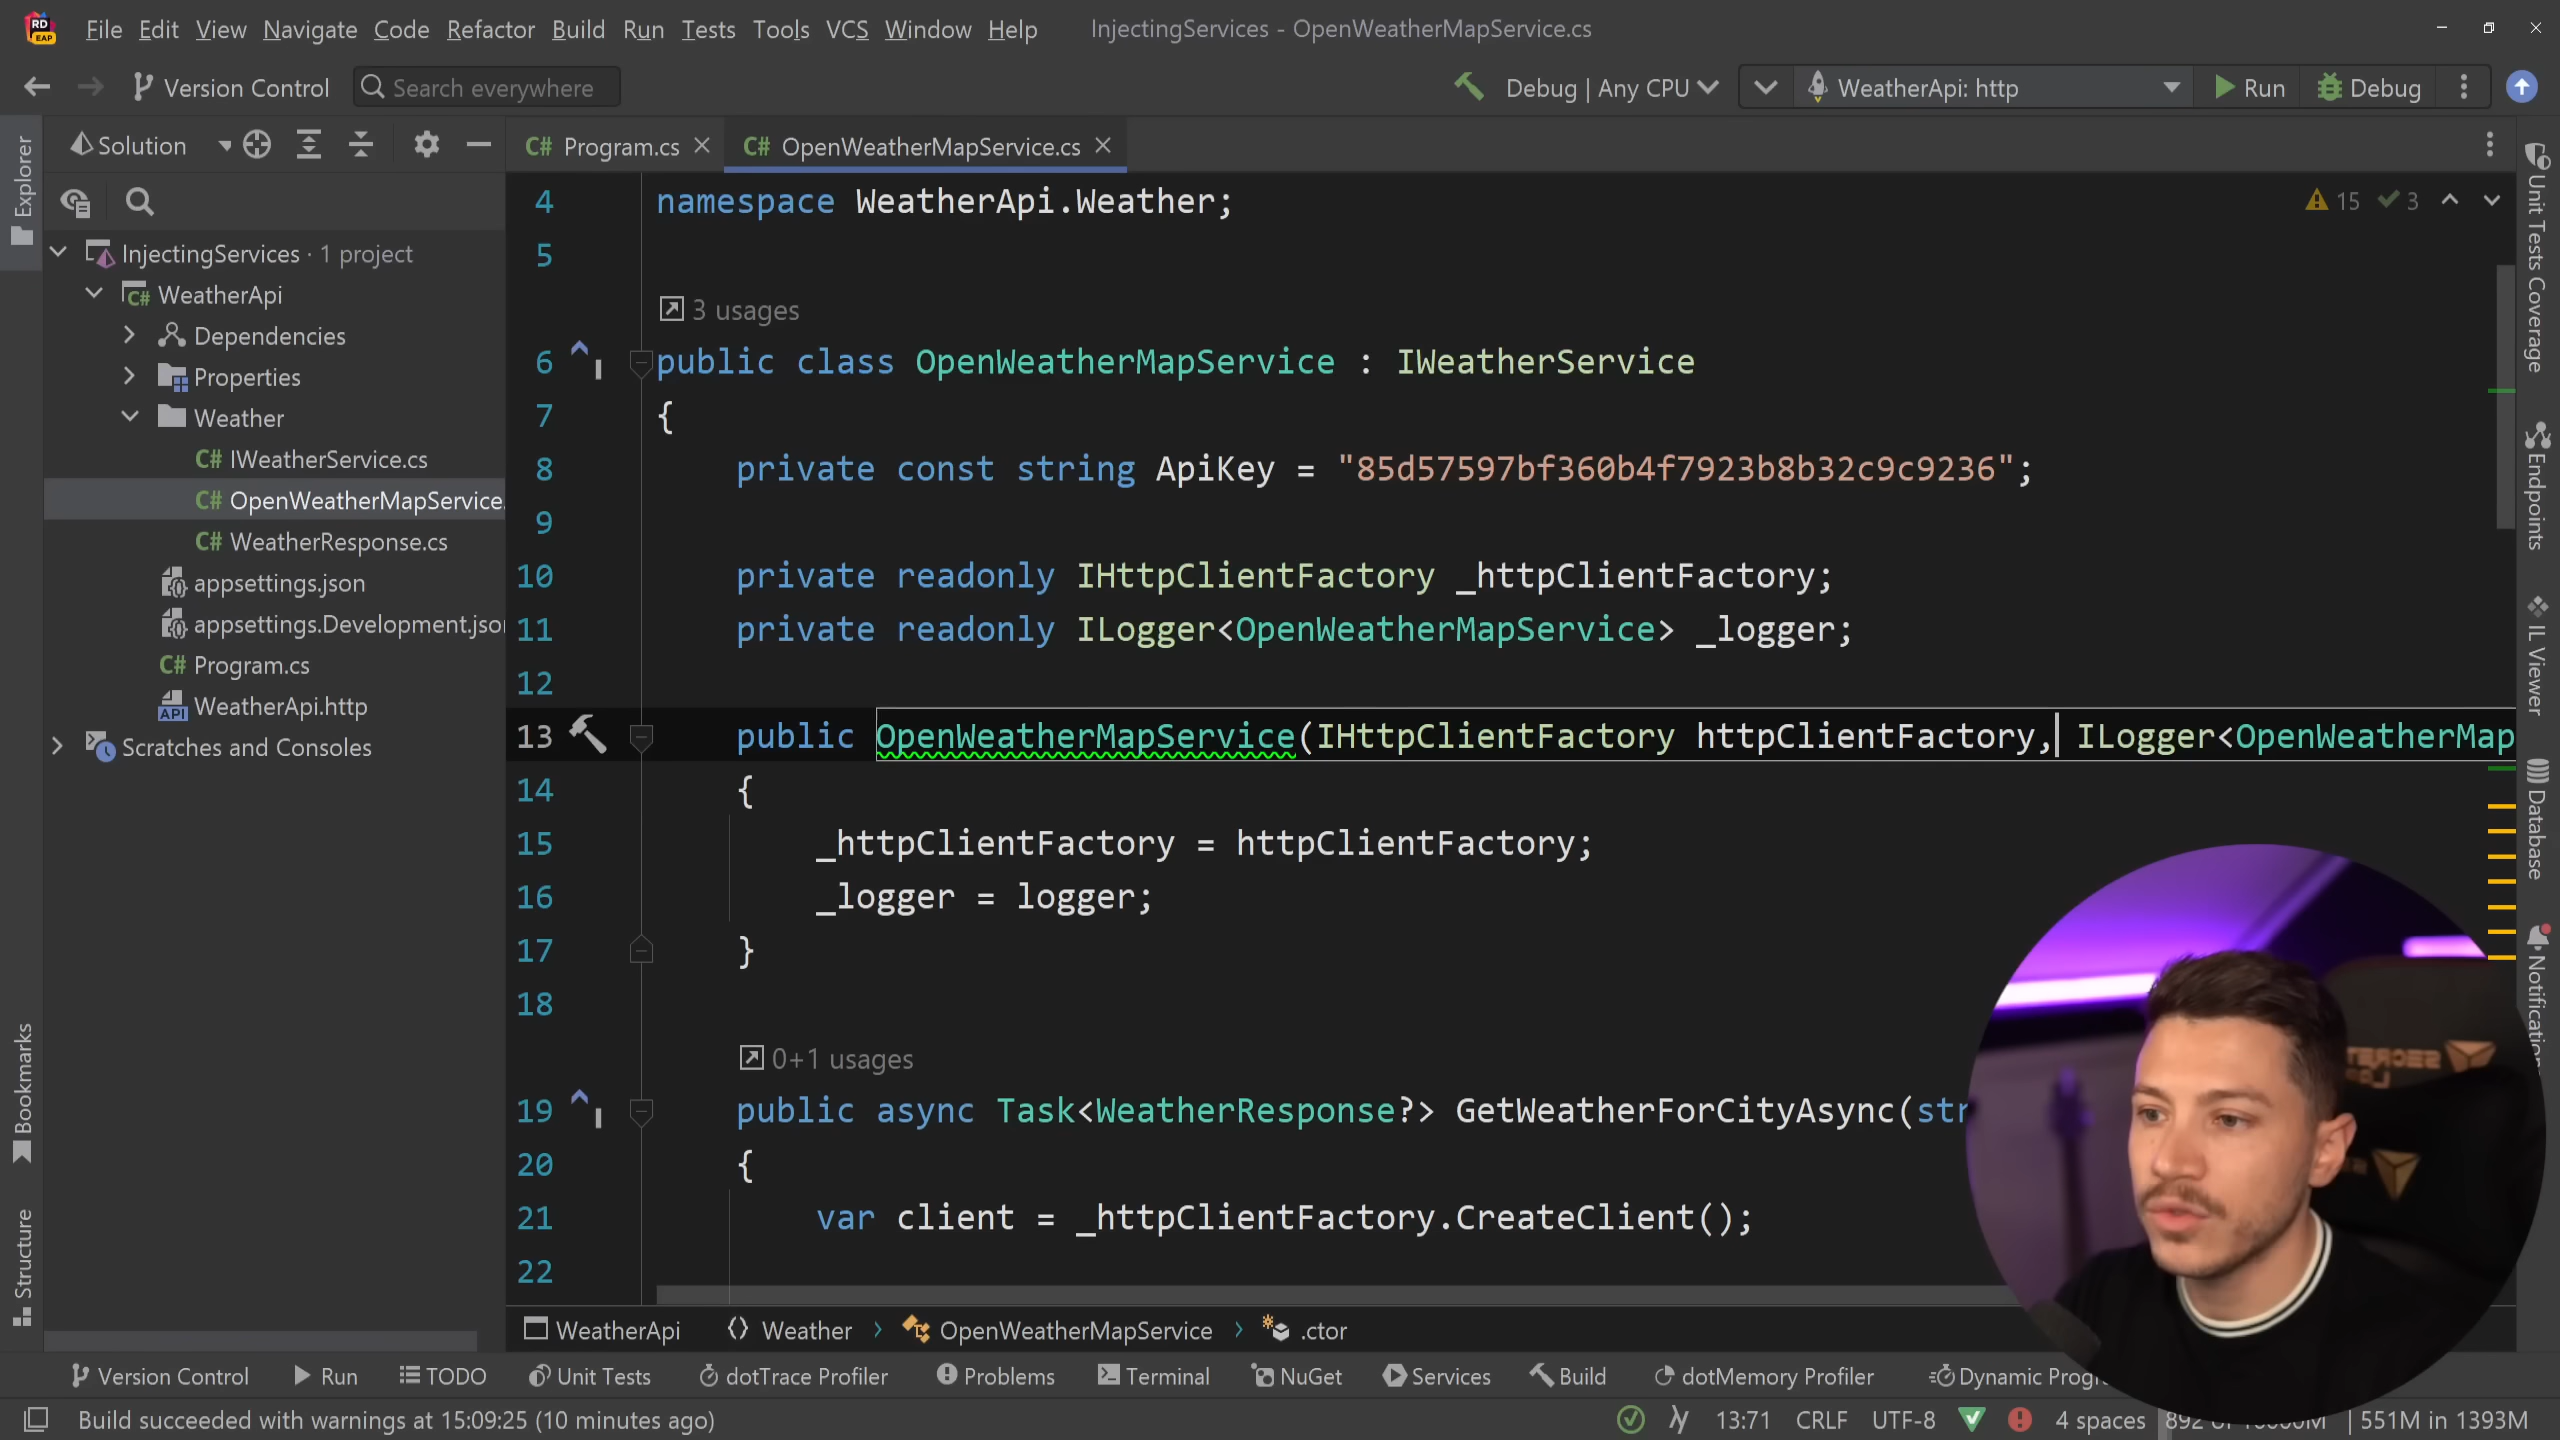 File Edit View Navigate Code Refactor Build Run Tests Tools VCS Window Help InjectingServices - OpenWeatherMapService.cs
Version Control Search everywhere Debug | Any CPU WeatherApi: http Run Debug
Explorer
Solution
Program.cs OpenWeatherMapService.cs
InjectingServices · 1 project
WeatherApi
Dependencies
Properties
Weather
C# IWeatherService.cs
C# OpenWeatherMapService.
C# WeatherResponse.cs
appsettings.json
appsettings.Development.jso
C# Program.cs
API WeatherApi.http
Scratches and Consoles
Bookmarks
Structure
15 3
4 namespace WeatherApi.Weather;
5
3 usages
6 public class OpenWeatherMapService : IWeatherService
7 {
8 private const string ApiKey = "85d57597bf360b4f7923b8b32c9c9236";
9
10 private readonly IHttpClientFactory _httpClientFactory;
11 private readonly ILogger<OpenWeatherMapService> _logger;
12
13 public OpenWeatherMapService(IHttpClientFactory httpClientFactory, ILogger<OpenWeatherMap
14 {
15 _httpClientFactory = httpClientFactory;
16 _logger = logger;
17 }
18
0+1 usages
19 public async Task<WeatherResponse?> GetWeatherForCityAsync(str
20 {
21 var client = _httpClientFactory.CreateClient();
22
Unit Tests Coverage
Endpoints
IL Viewer
Database
Notification
WeatherApi Weather OpenWeatherMapService .ctor
Version Control Run TODO Unit Tests dotTrace Profiler Problems Terminal NuGet Services Build dotMemory Profiler Dynamic Progr
Build succeeded with warnings at 15:09:25 (10 minutes ago) 13:71 CRLF UTF-8 4 spaces 551M in 1393M